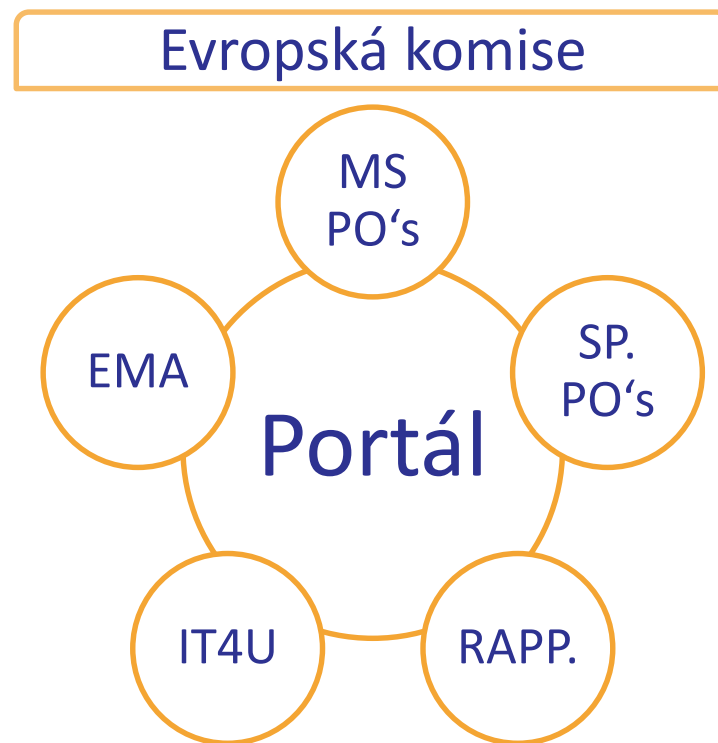 Evropská komise
MS
PO‘s
EMA
SP.
PO‘s
Portál
IT4U
RAPP.